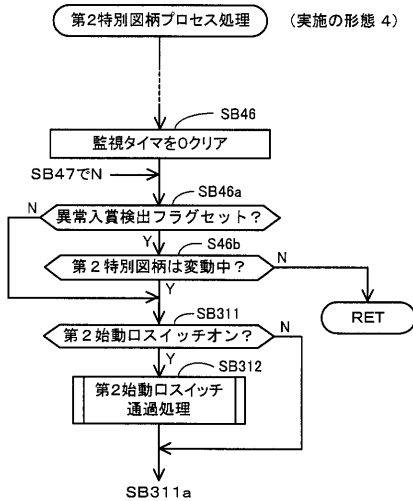 第2特別図柄プロセス処理
(実施の形態 4)
SB46
監視タイマを0クリア
SB47でN
SB46a
N
異常入賞検出フラグセット?
Y
S46b
第2特別図柄は変動中?
N
Y
RET
SB311
第2始動口スイッチオン?
N
Y
SB312
第2始動口スイッチ
通過処理
SB311a